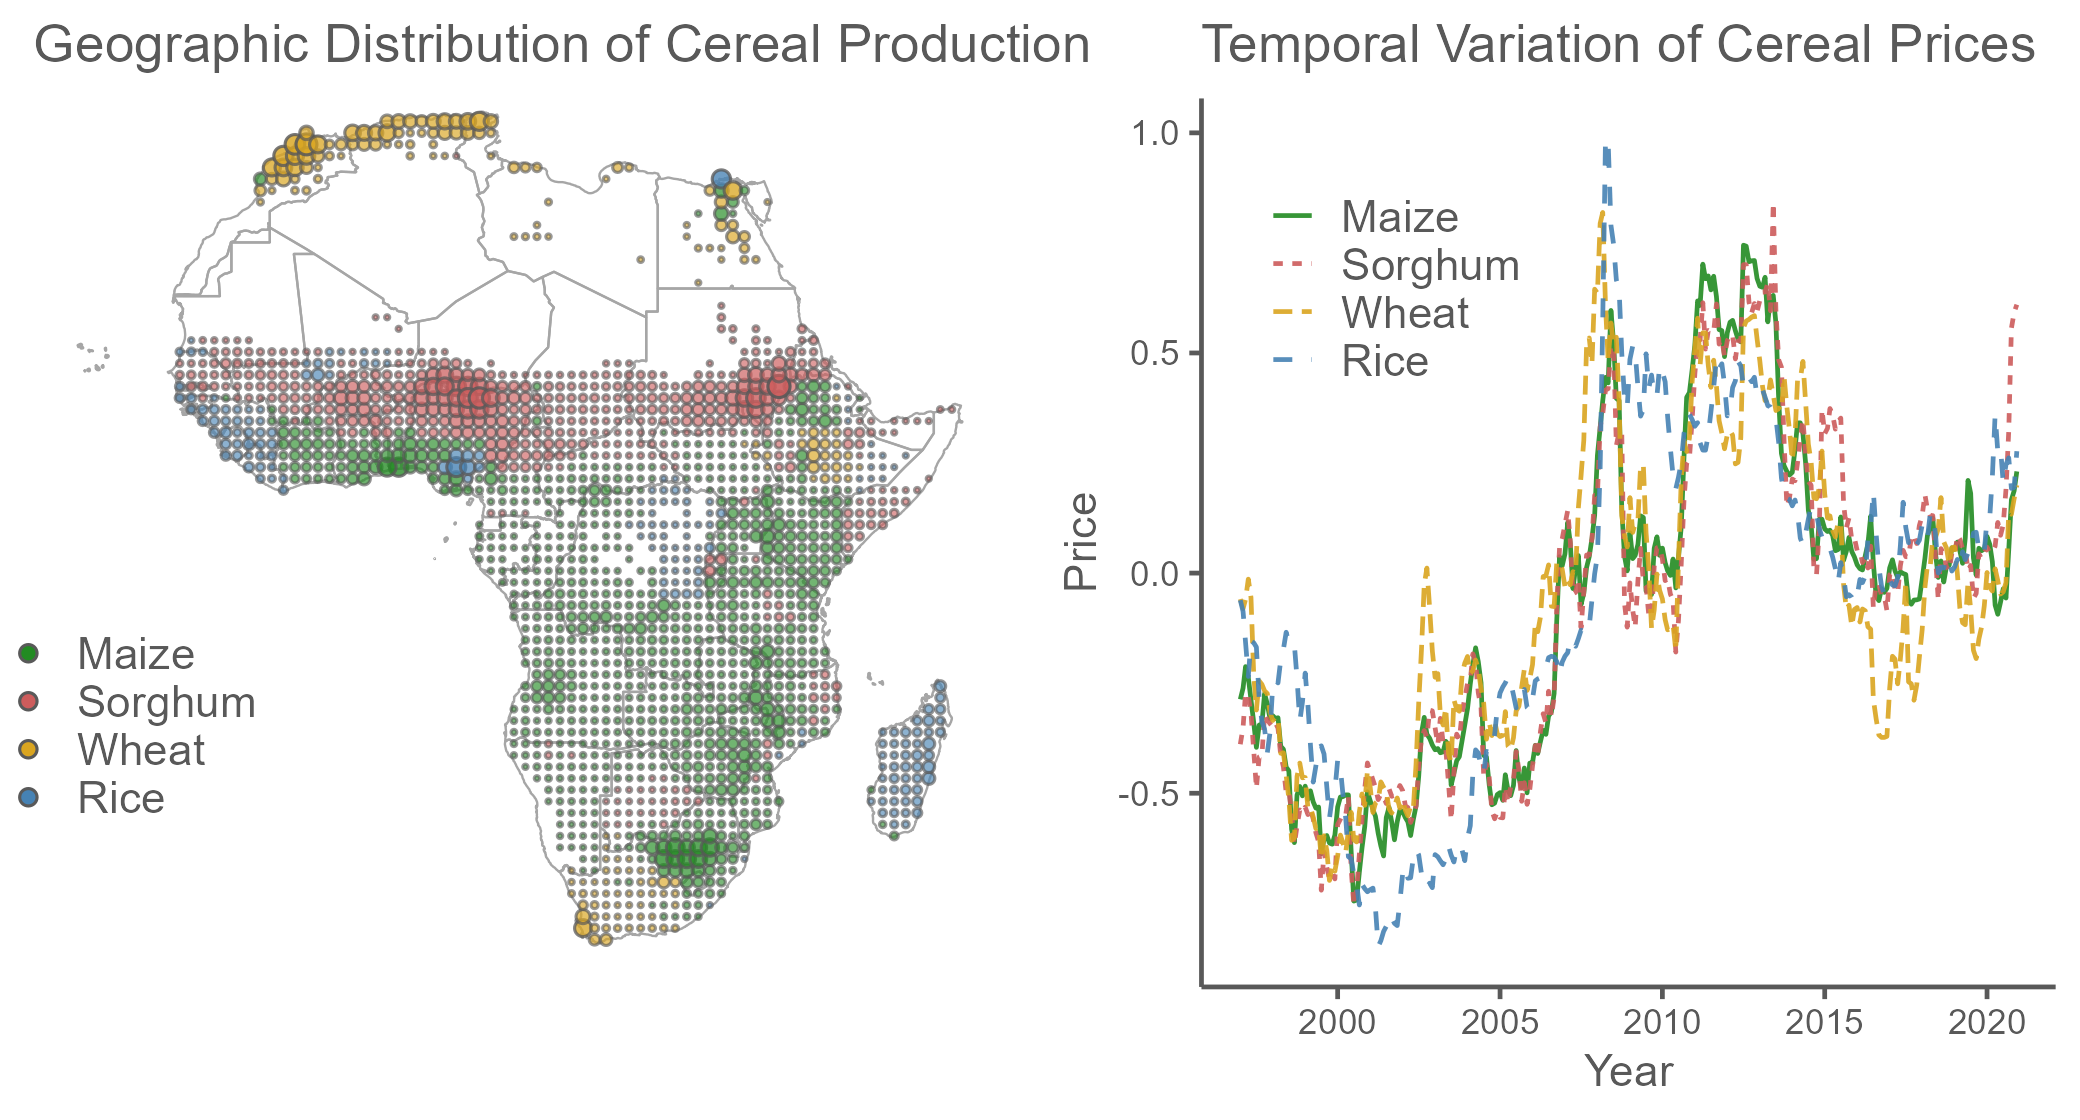 Geographic Distribution of Cereal Production
Maize
Sorghum
Wheat
Rice
Temporal Variation of Cereal Prices
1.0
0.5
0.0
-0.5
Price
Maize
Sorghum
Wheat
Rice
2000 2005 2010 2015 2020
Year